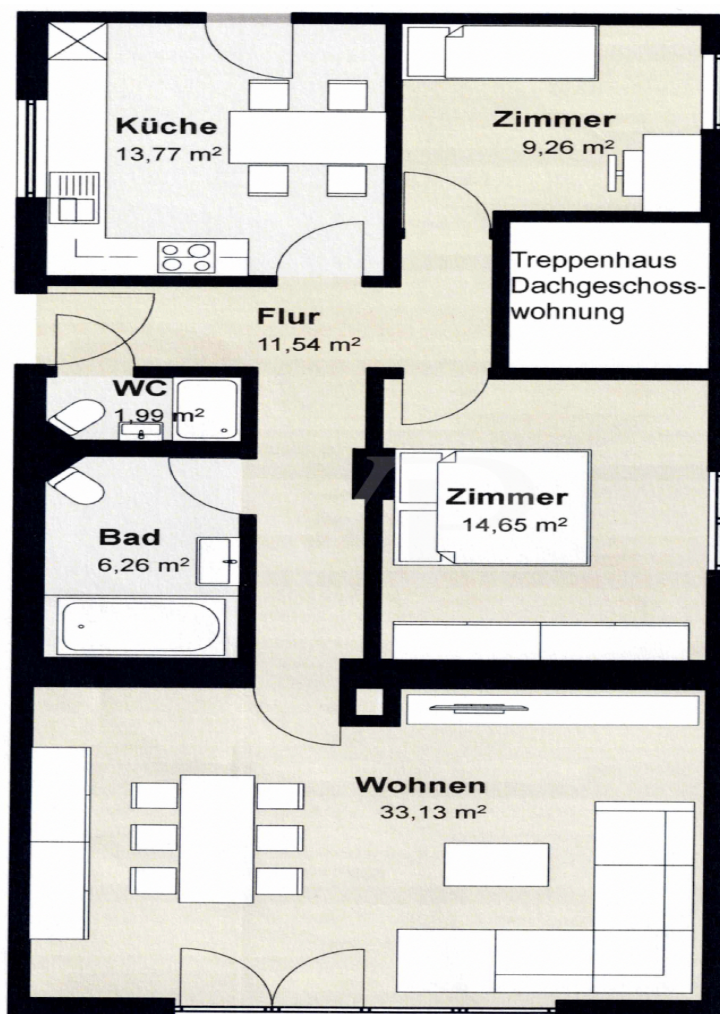 Küche
13,77 m²
Zimmer
9,26 m²
Treppenhaus
Dachgeschoss-
wohnung
Flur
11,54 m²
WC
1,99 m²
Zimmer
14,65 m²
Bad
6,26 m²
Wohnen
33,13 m²